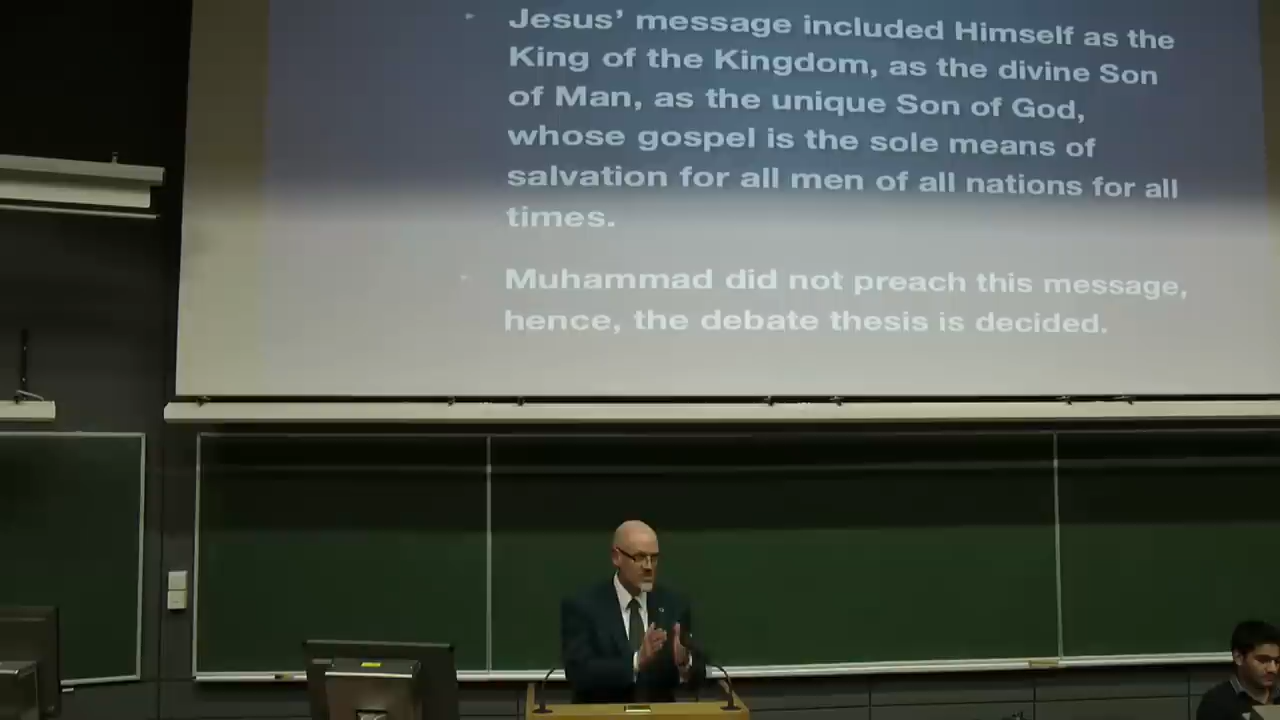 Jesus’ message included Himself as the
King of the Kingdom, as the divine Son
of Man, as the unique Son of God,
whose gospel is the sole means of
salvation for all men of all nations for all
times.
Muhammad did not preach this message,
hence, the debate thesis is decided.